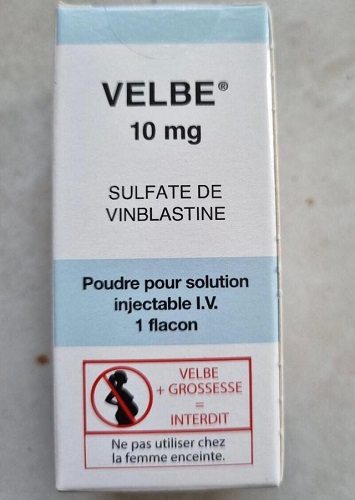 VELBE®
10 mg
SULFATE DE
VINBLASTINE
Poudre pour solution
injectable I.V.
1 flacon
VELBE
+ GROSSESSE
=
INTERDIT
Ne pas utiliser chez
la femme enceinte.